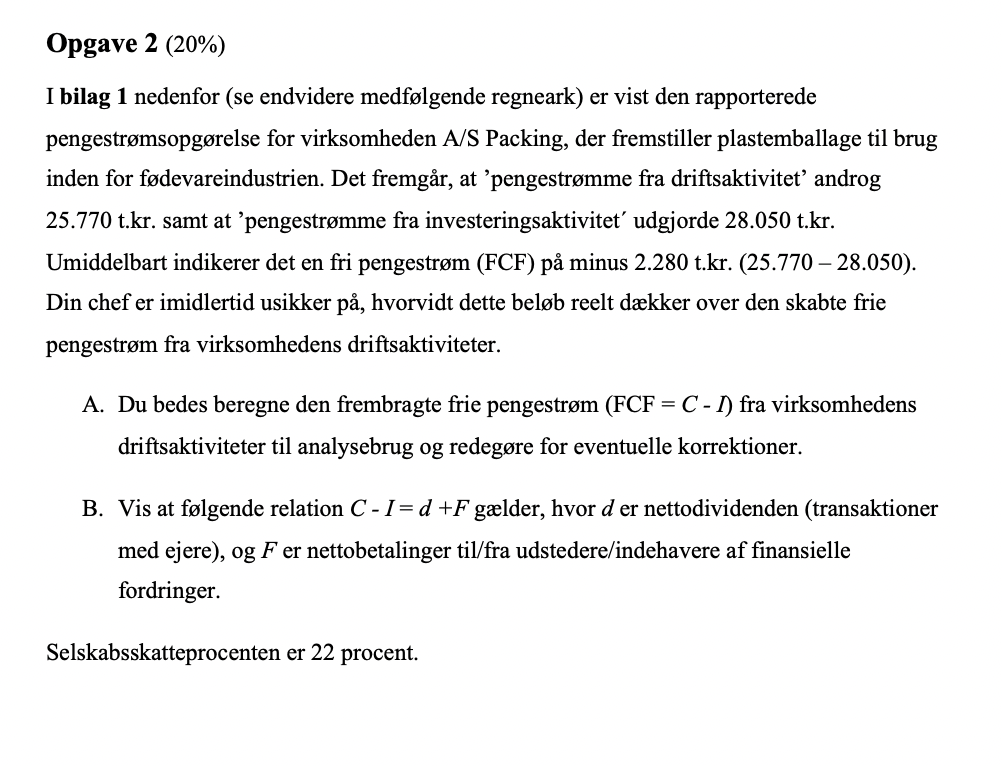 Opgave 2 (20%)
I bilag 1 nedenfor (se endvidere medfølgende regneark) er vist den rapporterede
pengestrømsopgørelse for virksomheden A/S Packing, der fremstiller plastemballage til brug
inden for fødevareindustrien. Det fremgår, at ’pengestrømme fra driftsaktivitet’ androg
25.770 t.kr. samt at ’pengestrømme fra investeringsaktivitet´ udgjorde 28.050 t.kr.
Umiddelbart indikerer det en fri pengestrøm (FCF) på minus 2.280 t.kr. (25.770 – 28.050).
Din chef er imidlertid usikker på, hvorvidt dette beløb reelt dækker over den skabte frie
pengestrøm fra virksomhedens driftsaktiviteter.
A. Du bedes beregne den frembragte frie pengestrøm (FCF = C - I) fra virksomhedens
driftsaktiviteter til analysebrug og redegøre for eventuelle korrektioner.
B. Vis at følgende relation C - I = d +F gælder, hvor d er nettodividenden (transaktioner
med ejere), og F er nettobetalinger til/fra udstedere/indehavere af finansielle
fordringer.
Selskabsskatteprocenten er 22 procent.